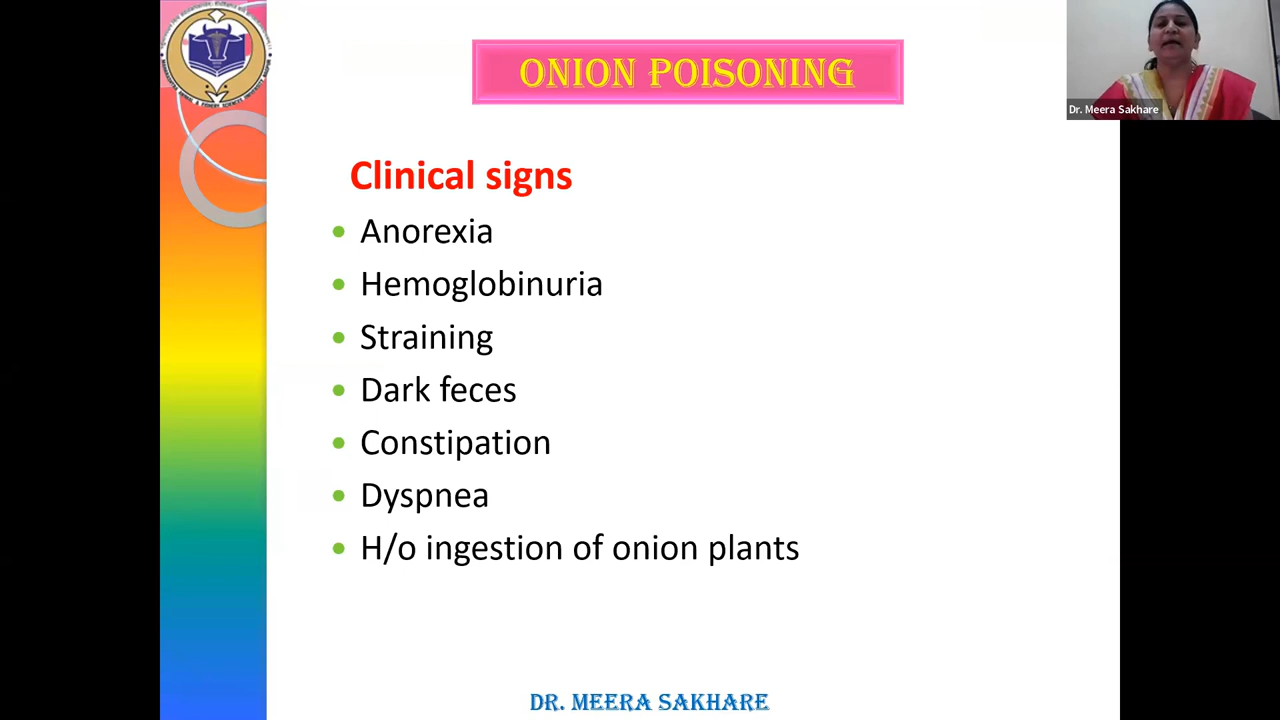 ONION POISONING
Dr. Meera Sakhare
Clinical signs
• Anorexia
• Hemoglobinuria
• Straining
• Dark feces
• Constipation
• Dyspnea
• H/o ingestion of onion plants
DR. MEERA SAKHARE